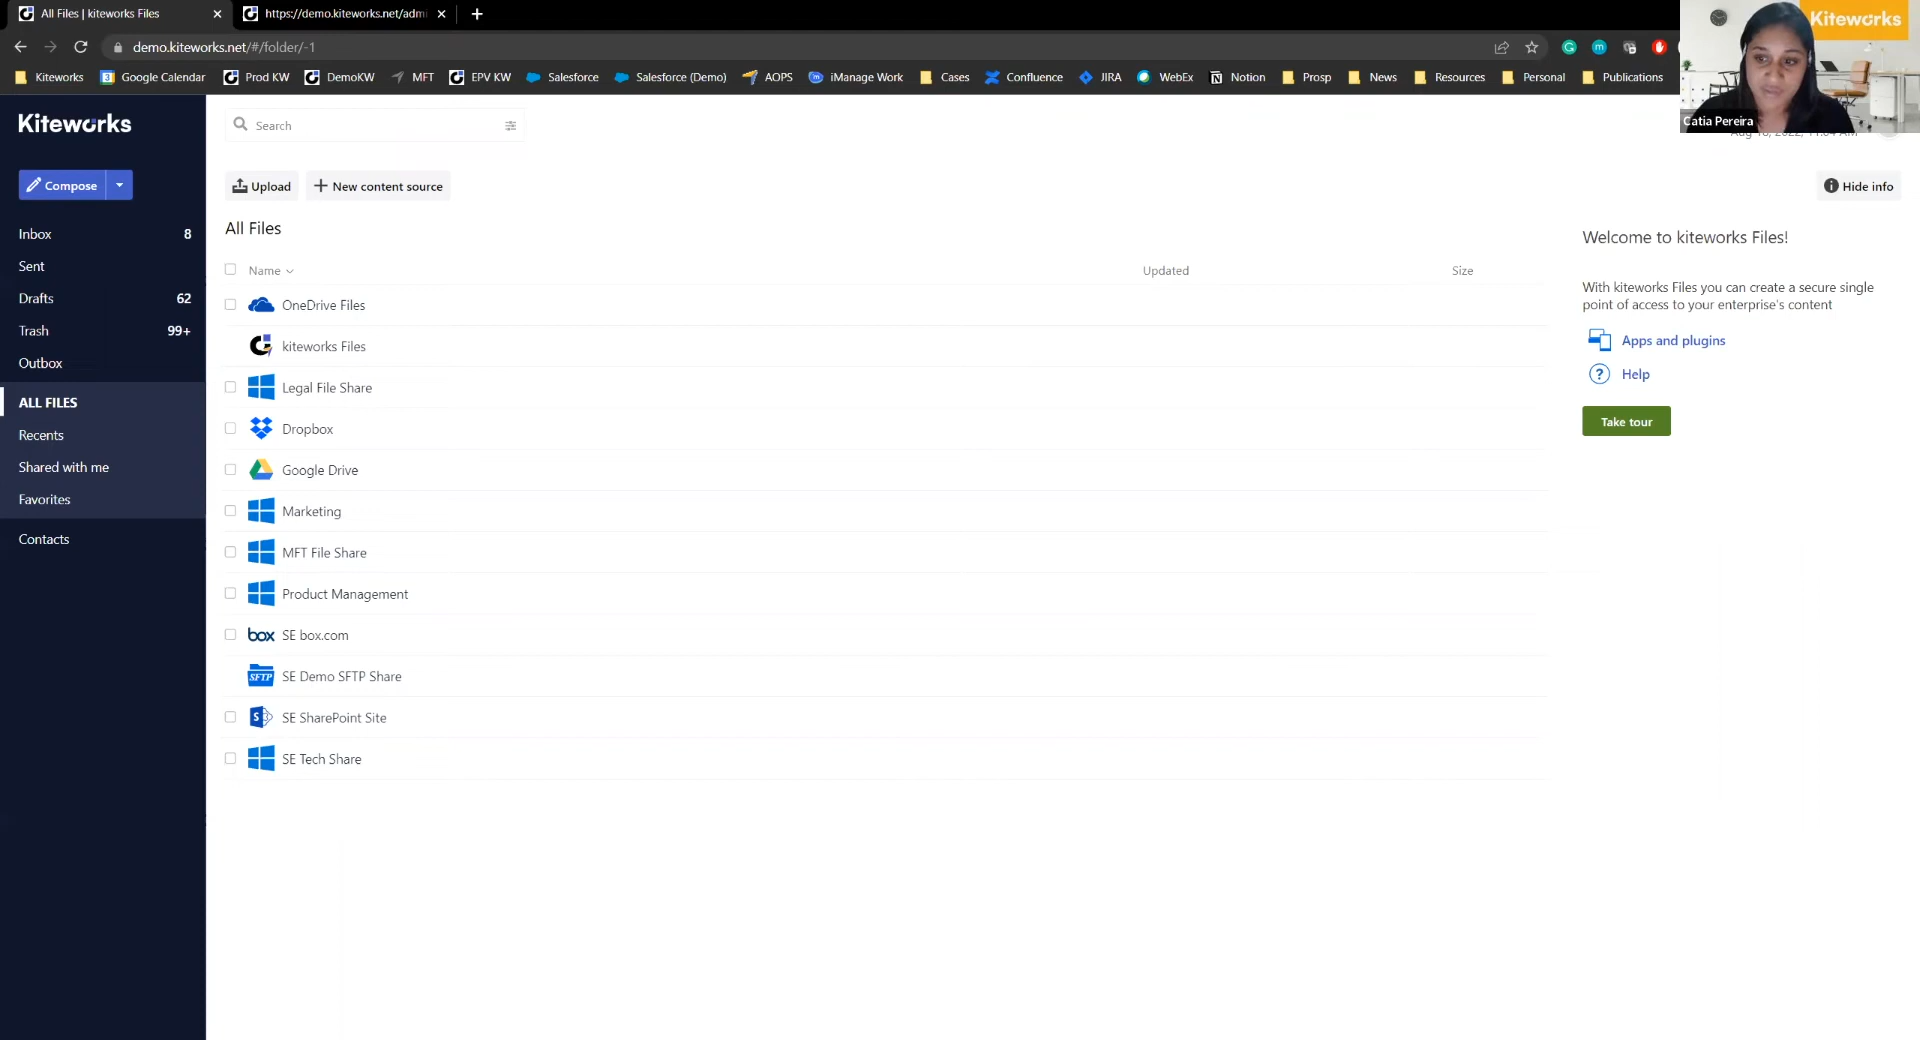 All Files | kiteworks Files
https://demo.kiteworks.net/admi
demo.kiteworks.net/#/folder/-1
Kiteworks Google Calendar Prod KW DemoKW MFT EPV KW Salesforce Salesforce (Demo) AOPS iManage Work Cases Confluence JIRA WebEx Notion Prosp News Resources Personal Publications
Kiteworks
Catia Pereira
Kiteworks
Search
Compose
Upload
New content source
Hide info
Inbox 8
Sent
Drafts 62
Trash 99+
Outbox
ALL FILES
Recents
Shared with me
Favorites
Contacts
All Files
Name Updated Size
OneDrive Files
kiteworks Files
Legal File Share
Dropbox
Google Drive
Marketing
MFT File Share
Product Management
box SE box.com
SFTP SE Demo SFTP Share
SE SharePoint Site
SE Tech Share
Welcome to kiteworks Files!
With kiteworks Files you can create a secure single
point of access to your enterprise's content
Apps and plugins
Help
Take tour